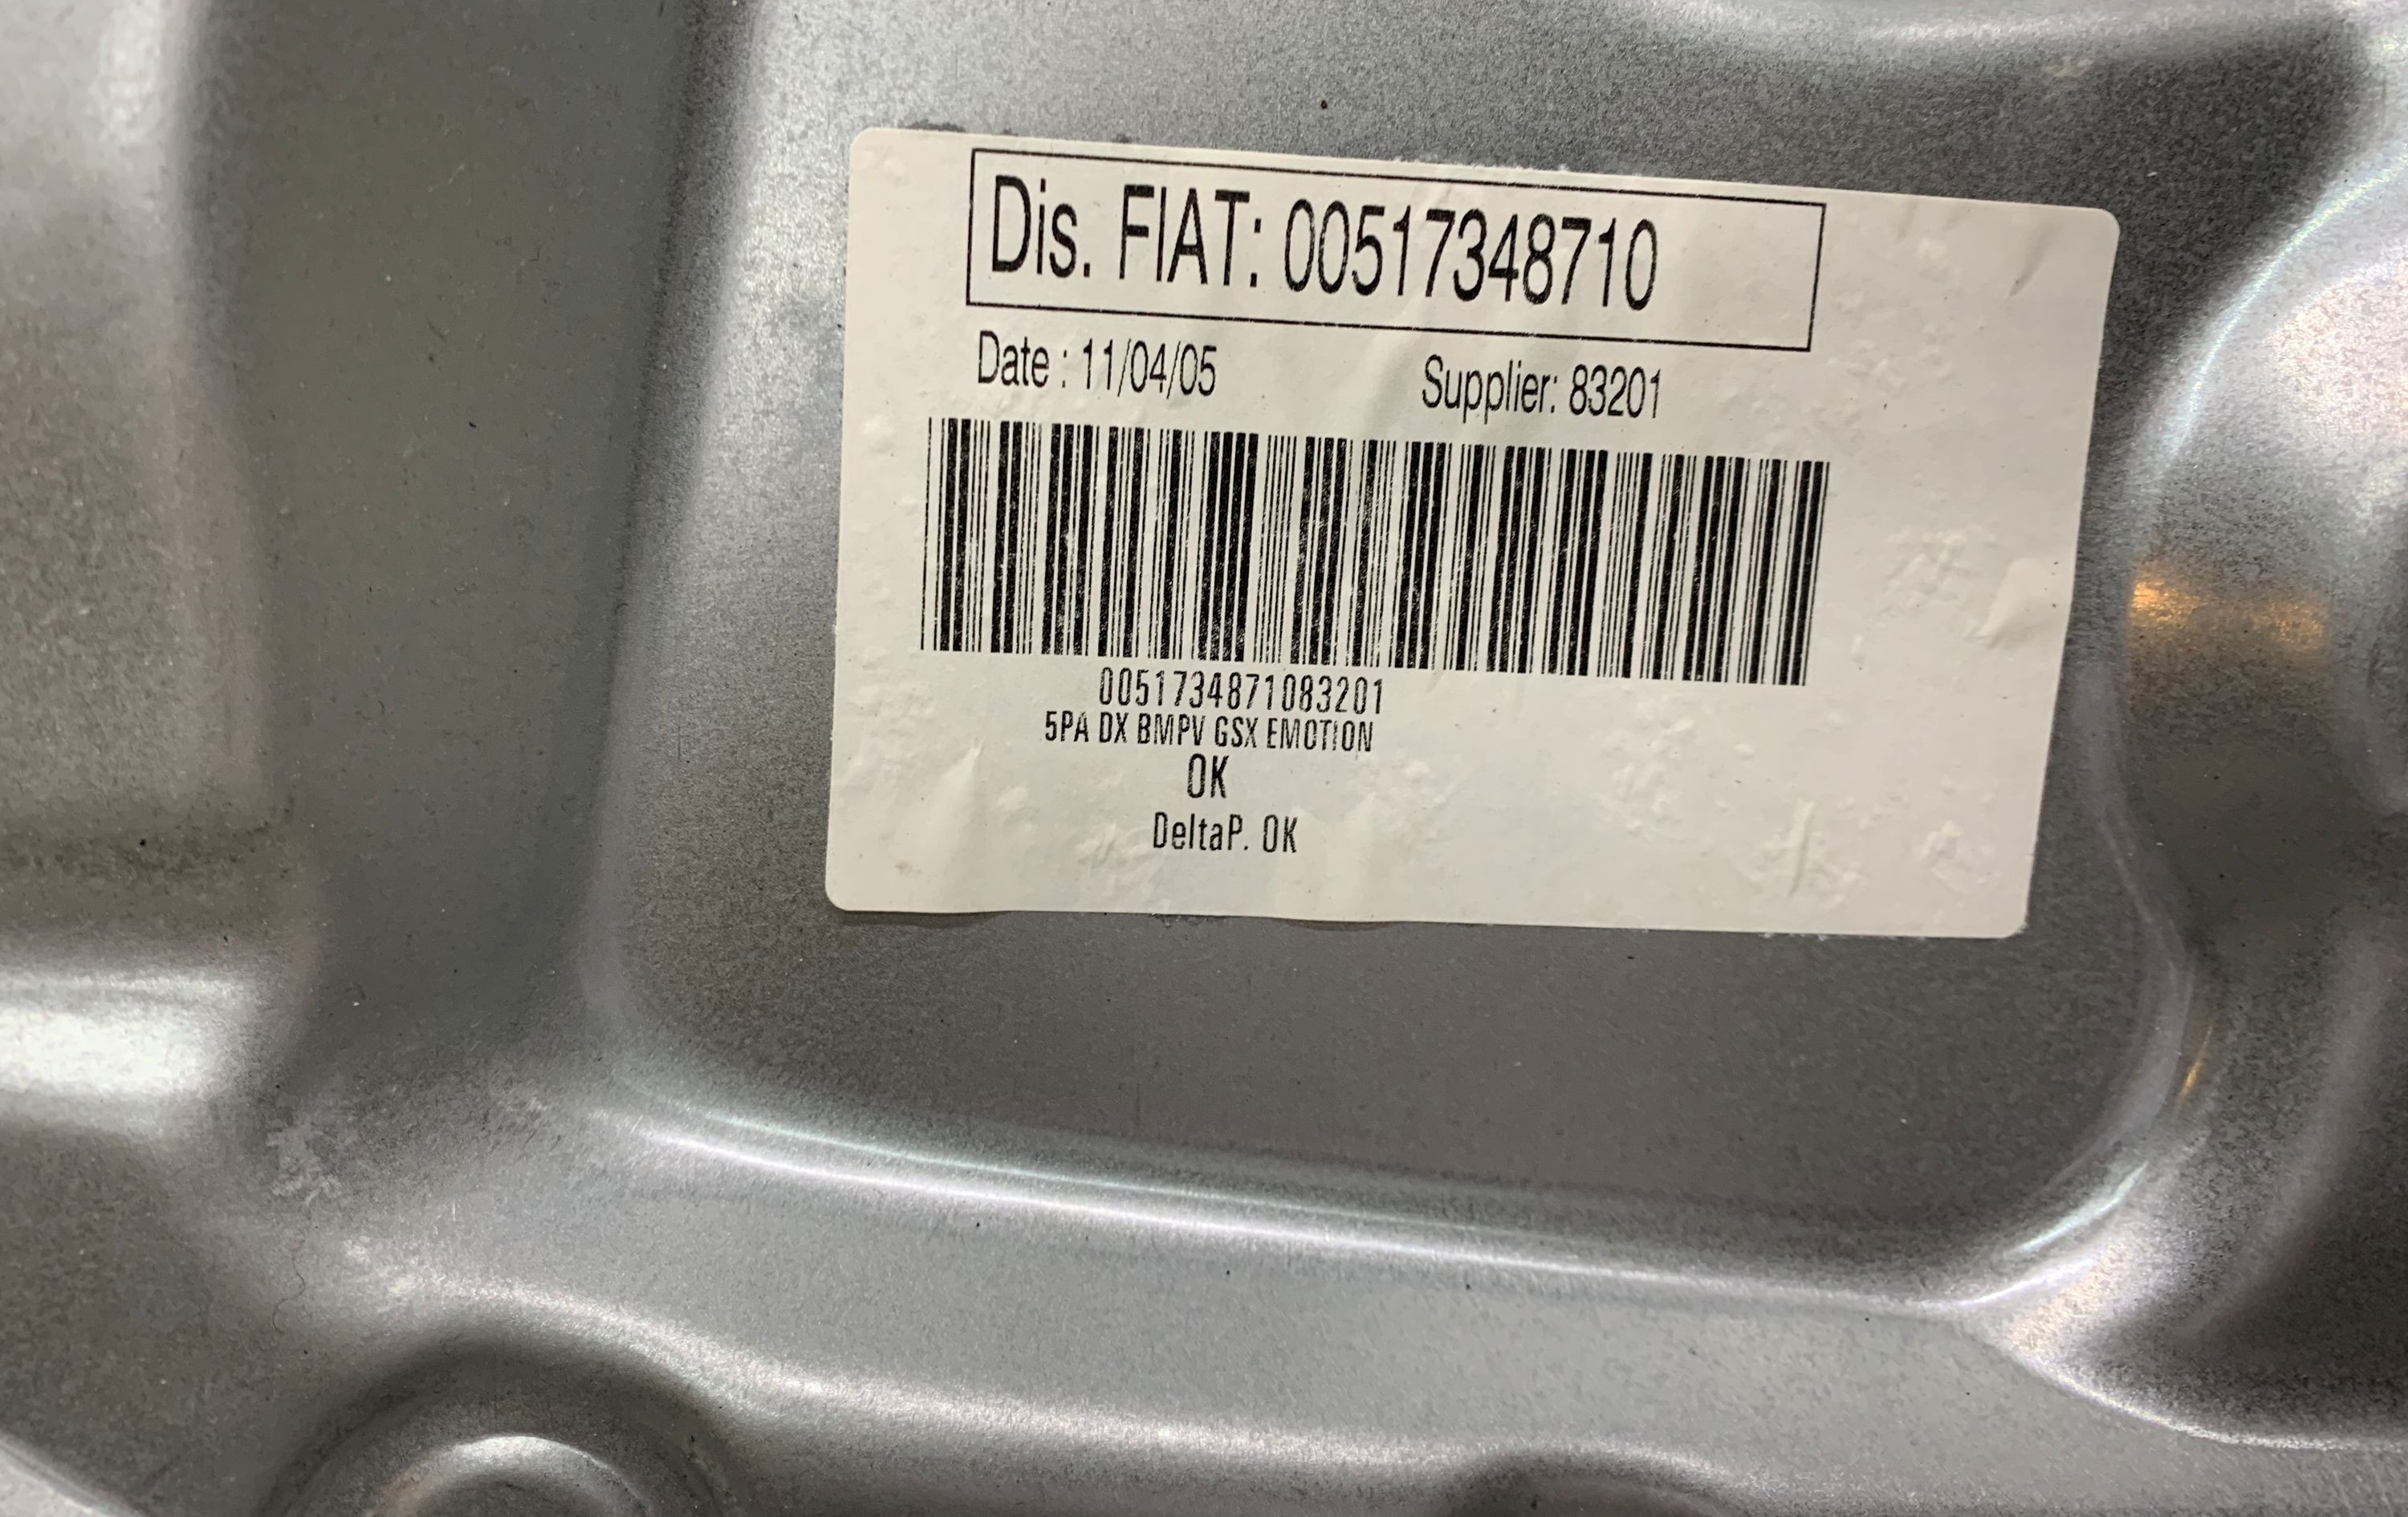 Dis. FIAT: 00517348710
Date : 11/04/05 Supplier: 83201
0051734871083201
5PA DX BMPV GSX EMOTION
OK
DeltaP. OK